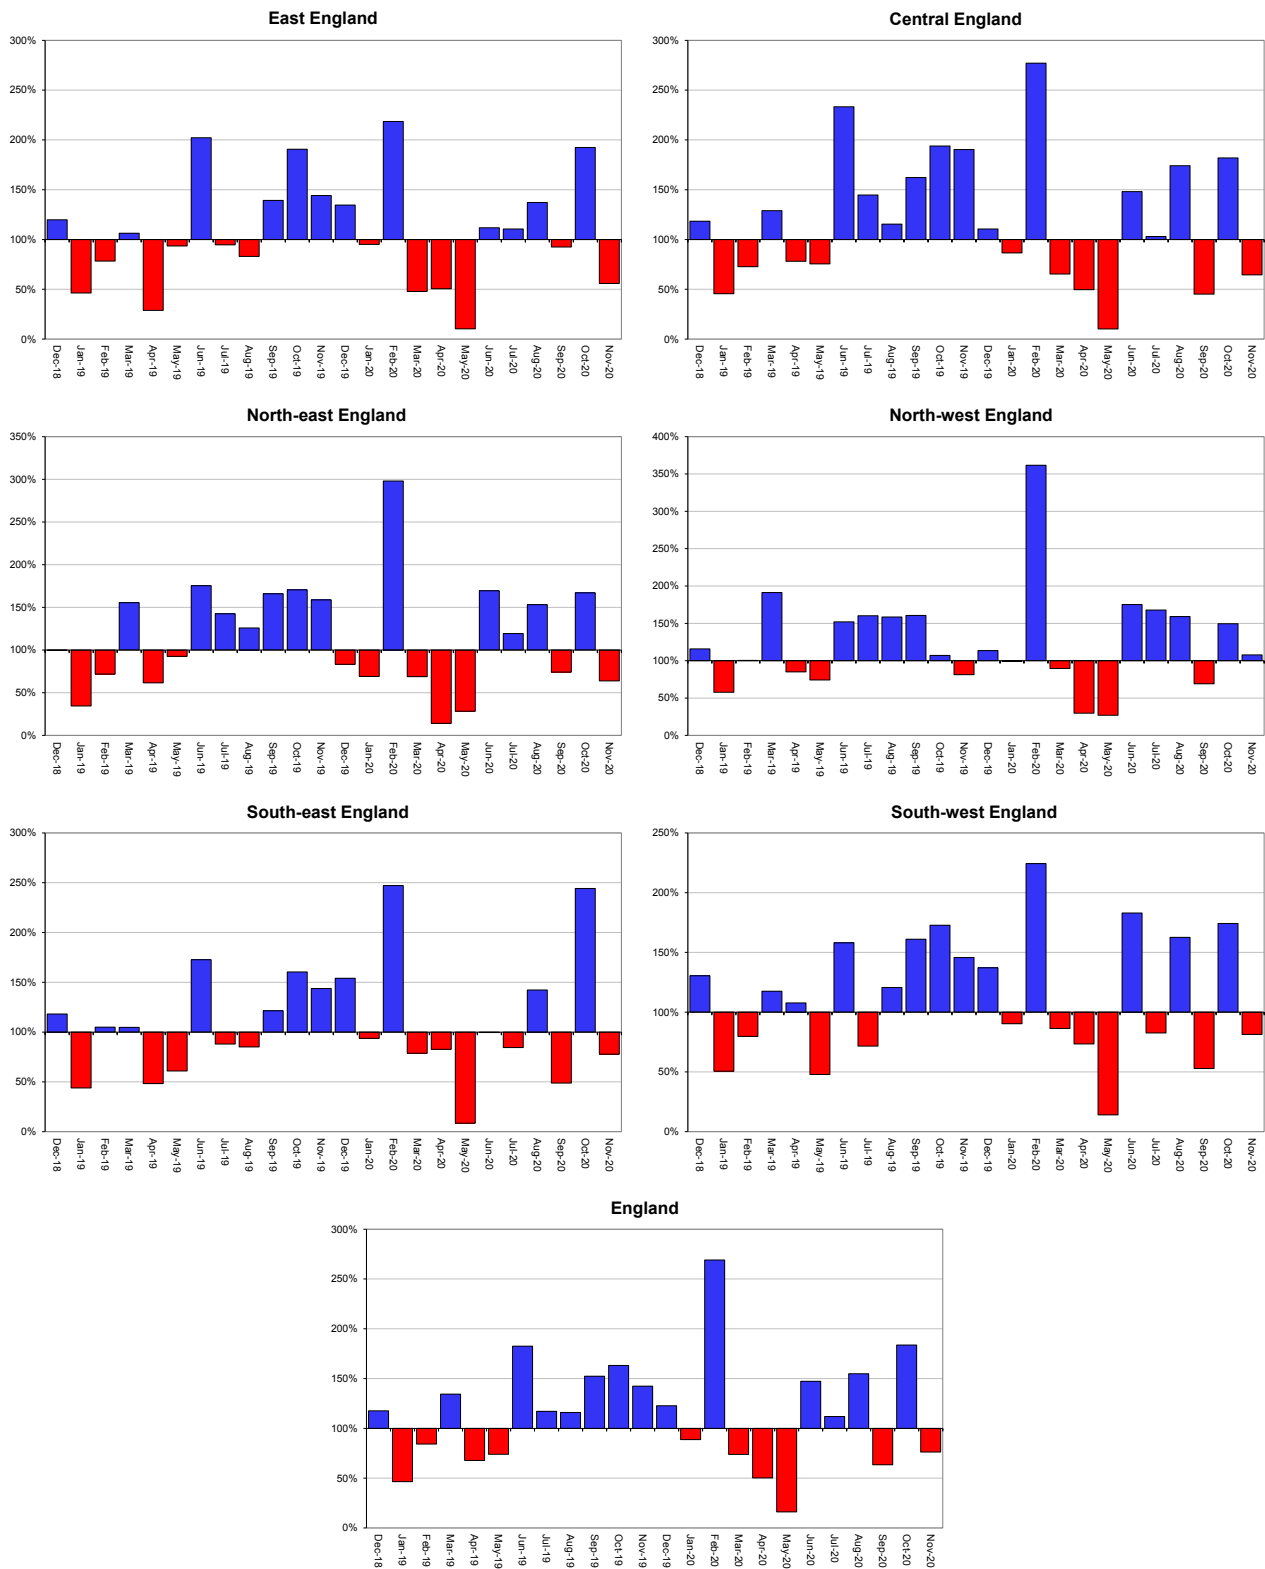 East England
300%
250%
200%
150%
100%
50%
0%
Dec-18
Jan-19
Feb-19
Mar-19
Apr-19
May-19
Jun-19
Jul-19
Aug-19
Sep-19
Oct-19
Nov-19
Dec-19
Jan-20
Feb-20
Mar-20
Apr-20
May-20
Jun-20
Jul-20
Aug-20
Sep-20
Oct-20
Nov-20
Central England
300%
250%
200%
150%
100%
50%
0%
Dec-18
Jan-19
Feb-19
Mar-19
Apr-19
May-19
Jun-19
Jul-19
Aug-19
Sep-19
Oct-19
Nov-19
Dec-19
Jan-20
Feb-20
Mar-20
Apr-20
May-20
Jun-20
Jul-20
Aug-20
Sep-20
Oct-20
Nov-20
North-east England
350%
300%
250%
200%
150%
100%
50%
0%
Dec-18
Jan-19
Feb-19
Mar-19
Apr-19
May-19
Jun-19
Jul-19
Aug-19
Sep-19
Oct-19
Nov-19
Dec-19
Jan-20
Feb-20
Mar-20
Apr-20
May-20
Jun-20
Jul-20
Aug-20
Sep-20
Oct-20
Nov-20
North-west England
400%
350%
300%
250%
200%
150%
100%
50%
0%
Dec-18
Jan-19
Feb-19
Mar-19
Apr-19
May-19
Jun-19
Jul-19
Aug-19
Sep-19
Oct-19
Nov-19
Dec-19
Jan-20
Feb-20
Mar-20
Apr-20
May-20
Jun-20
Jul-20
Aug-20
Sep-20
Oct-20
Nov-20
South-east England
300%
250%
200%
150%
100%
50%
0%
Dec-18
Jan-19
Feb-19
Mar-19
Apr-19
May-19
Jun-19
Jul-19
Aug-19
Sep-19
Oct-19
Nov-19
Dec-19
Jan-20
Feb-20
Mar-20
Apr-20
May-20
Jun-20
Jul-20
Aug-20
Sep-20
Oct-20
Nov-20
South-west England
250%
200%
150%
100%
50%
0%
Dec-18
Jan-19
Feb-19
Mar-19
Apr-19
May-19
Jun-19
Jul-19
Aug-19
Sep-19
Oct-19
Nov-19
Dec-19
Jan-20
Feb-20
Mar-20
Apr-20
May-20
Jun-20
Jul-20
Aug-20
Sep-20
Oct-20
Nov-20
England
300%
250%
200%
150%
100%
50%
0%
Dec-18
Jan-19
Feb-19
Mar-19
Apr-19
May-19
Jun-19
Jul-19
Aug-19
Sep-19
Oct-19
Nov-19
Dec-19
Jan-20
Feb-20
Mar-20
Apr-20
May-20
Jun-20
Jul-20
Aug-20
Sep-20
Oct-20
Nov-20